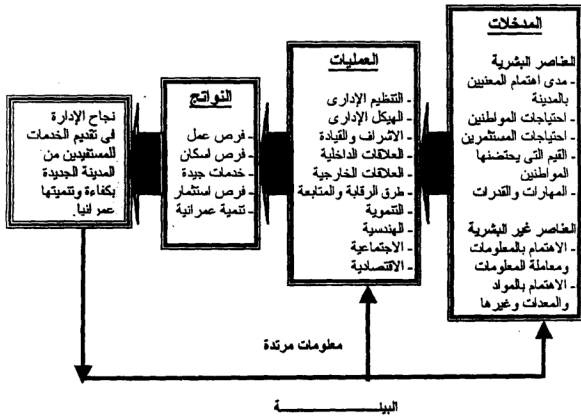 المدخلات
العناصر البشرية
- مدى اهتمام المعنيين
بالمدينة
- احتياجات المواطنين
- احتياجات المستثمرين
- القيم التى يحتضنها
المواطنين
- المهارات والقدرات
العناصر غير البشرية
- الاهتمام بالمعلومات
ومعاملة المعلومات
- الاهتمام بالمواد
والمعدات وغيرها
العمليات
- التنظيم الإدارى
- الهيكل الإدارى
- الاشراف والقيادة
- العلاقات الداخلية
- العلاقات الخارجية
- طرق الرقابة والمتابعة
- التنموية
- الهندسية
- الاجتماعية
- الاقتصادية
النواتج
- فرص عمل
- فرص اسكان
- خدمات جيدة
- فرص استثمار
- تنمية عمرانية
نجاح الإدارة
فى تقديم الخدمات
للمستفيدين من
المدينة الجديدة
بكفاءة وتنميتها
عمرانيا.
معلومات مرتدة
البيئــــــــــة